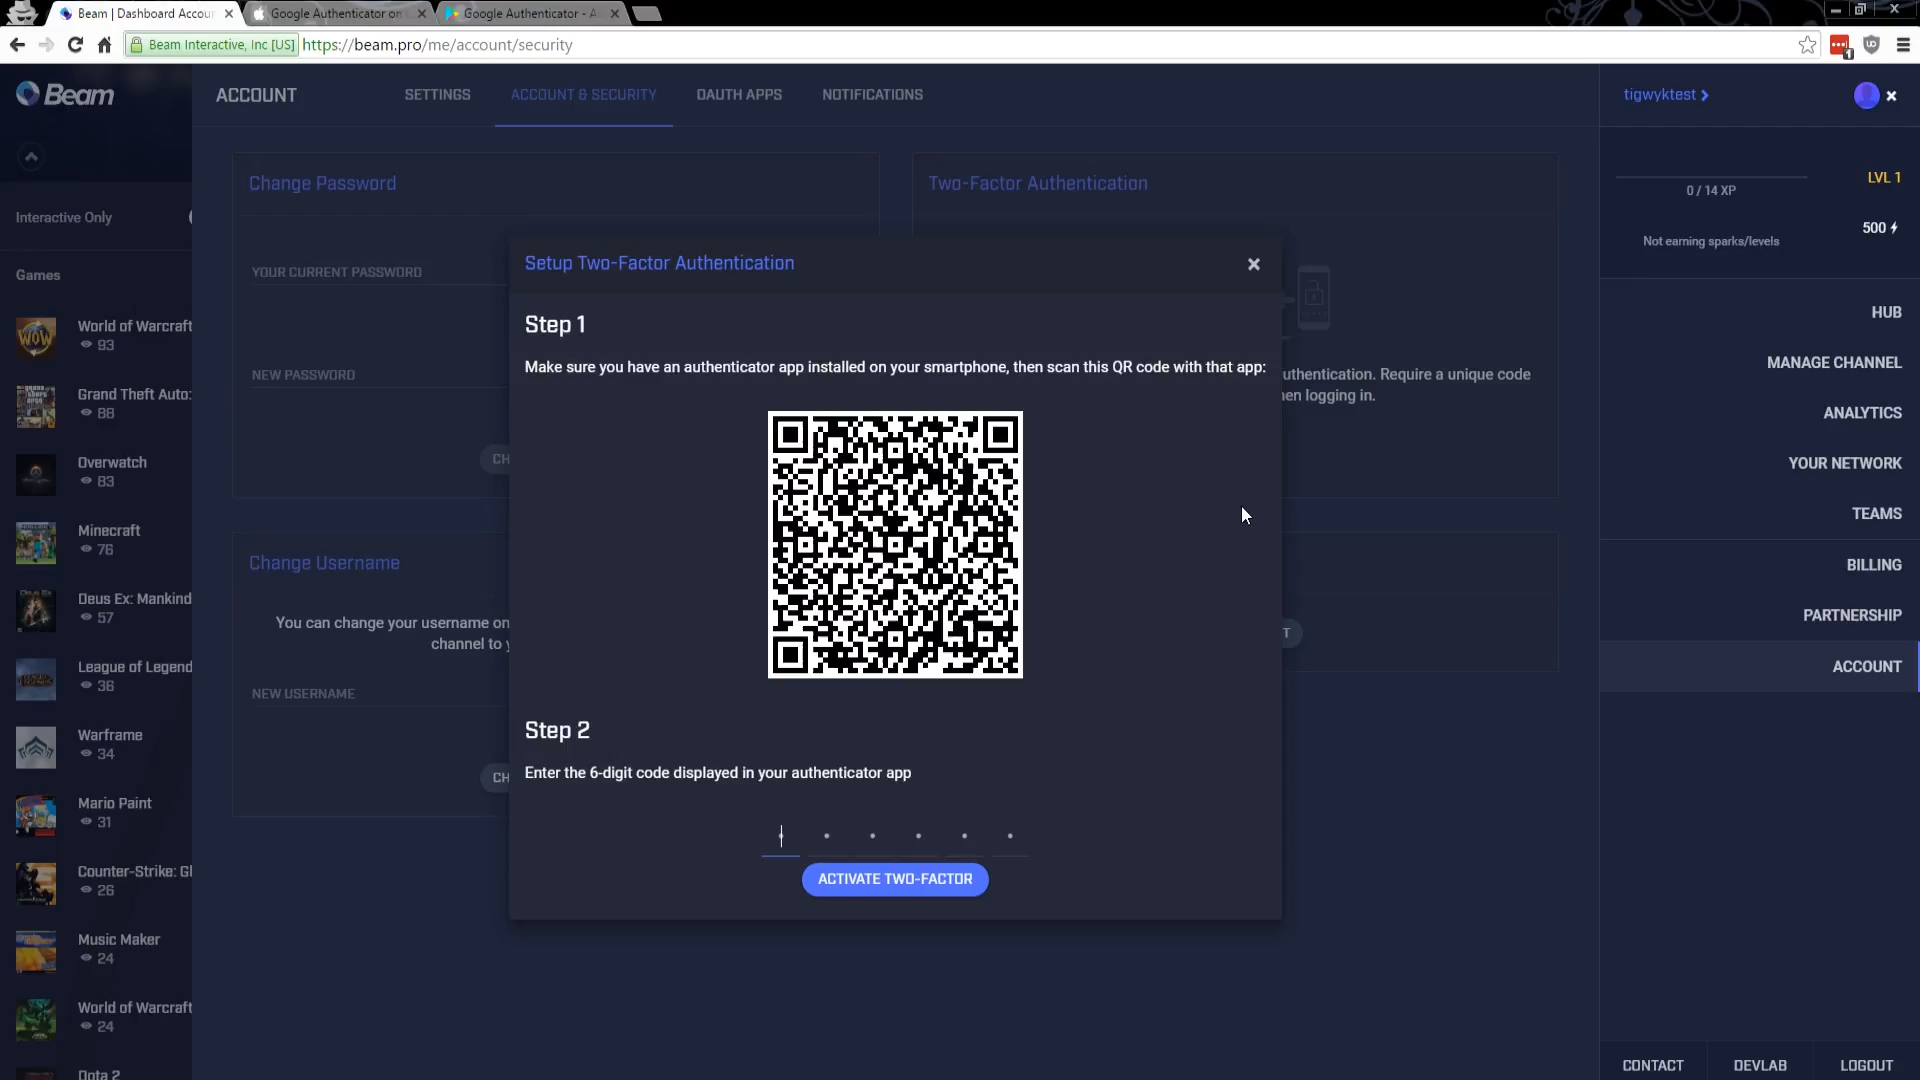 Beam | Dashboard Accou
Google Authenticator on
Google Authenticator - A
Beam Interactive, Inc [US]
https://beam.pro/me/account/security
1
Beam
ACCOUNT
SETTINGS
ACCOUNT & SECURITY
OAUTH APPS
NOTIFICATIONS
tigwyktest
Interactive Only
Games
World of Warcraft
93
Grand Theft Auto:
88
Overwatch
83
Minecraft
76
Deus Ex: Mankind
57
League of Legend
36
Warframe
34
Mario Paint
31
Counter-Strike: Gl
26
Music Maker
24
World of Warcraft
24
Dota 2
Change Password
YOUR CURRENT PASSWORD
NEW PASSWORD
CH
Two-Factor Authentication
uthentication. Require a unique code
en logging in.
Change Username
You can change your username on
channel to y
NEW USERNAME
CH
T
Setup Two-Factor Authentication
Step 1
Make sure you have an authenticator app installed on your smartphone, then scan this QR code with that app:
Step 2
Enter the 6-digit code displayed in your authenticator app
ACTIVATE TWO-FACTOR
LVL 1
0 / 14 XP
500
Not earning sparks/levels
HUB
MANAGE CHANNEL
ANALYTICS
YOUR NETWORK
TEAMS
BILLING
PARTNERSHIP
ACCOUNT
CONTACT
DEVLAB
LOGOUT